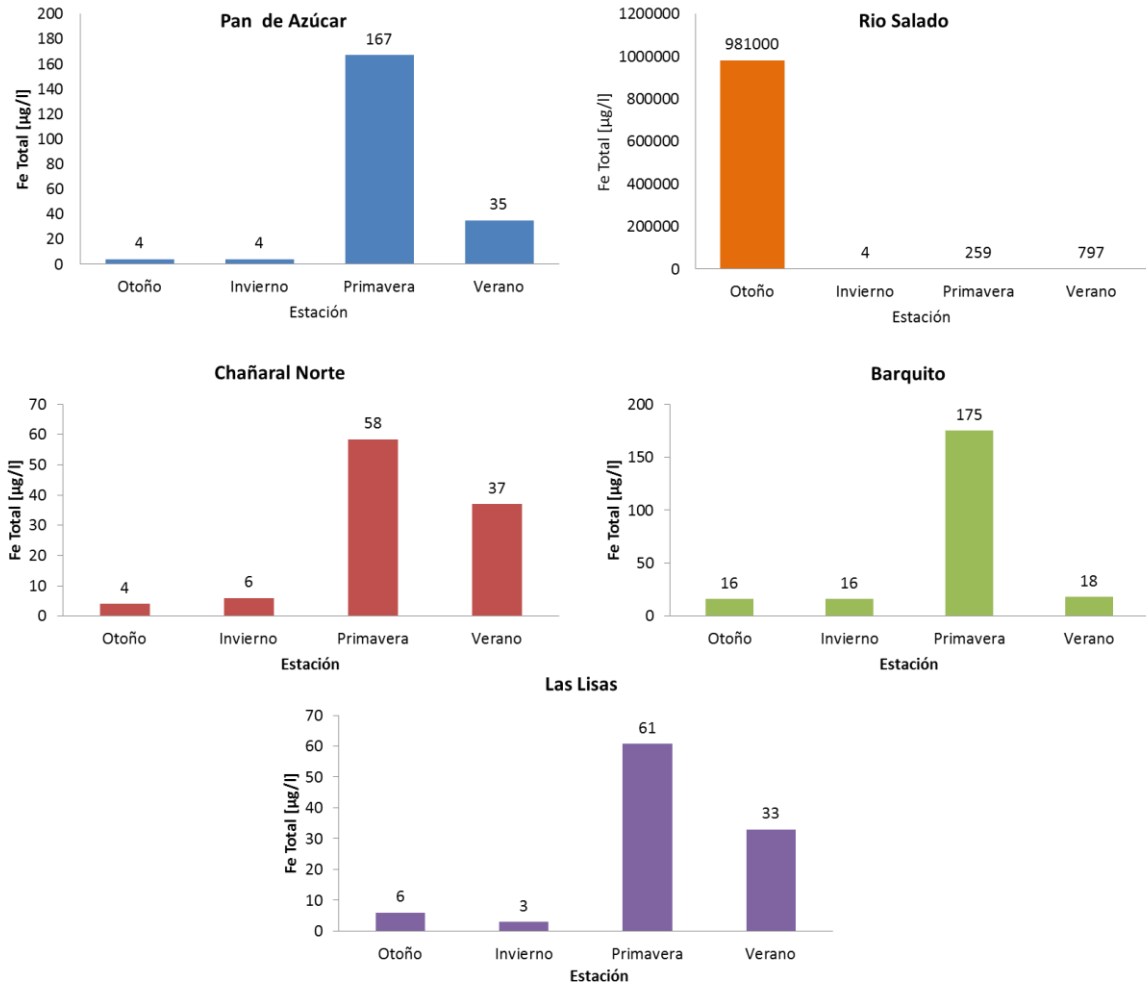 Pan de Azúcar
Fe Total [µg/l]
200
180
160
140
120
100
80
60
40
20
0
4
4
167
35
Otoño Invierno Primavera Verano
Estación
Rio Salado
Fe Total [µg/l]
1200000
1000000
800000
600000
400000
200000
0
981000
4
259
797
Otoño Invierno Primavera Verano
Estación
Chañaral Norte
Fe Total [µg/l]
70
60
50
40
30
20
10
0
4
6
58
37
Otoño Invierno Primavera Verano
Estación
Barquito
Fe Total [µg/l]
200
150
100
50
0
16
16
175
18
Otoño Invierno Primavera Verano
Estación
Las Lisas
Fe Total [µg/l]
70
60
50
40
30
20
10
0
6
3
61
33
Otoño Invierno Primavera Verano
Estación